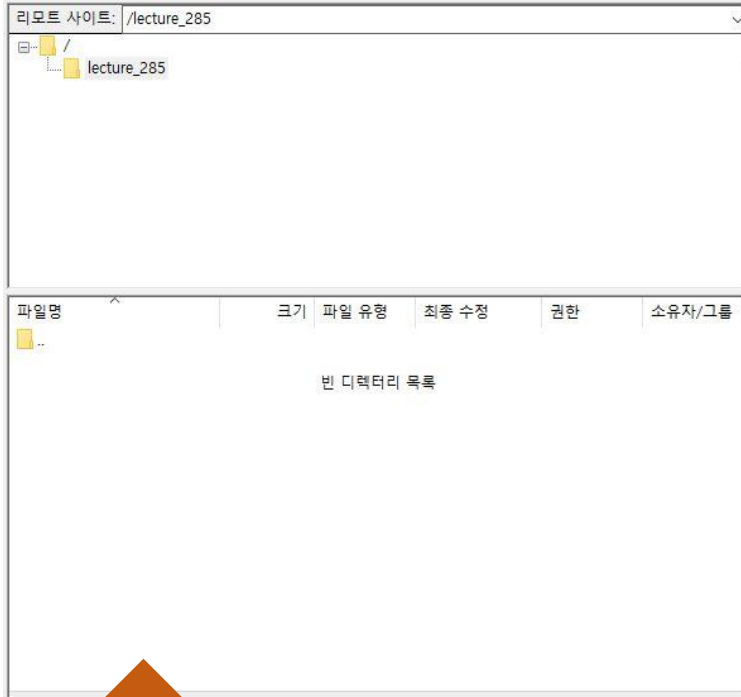 리모트 사이트: /lecture_285
/
lecture_285
파일명 크기 파일 유형 최종 수정 권한 소유자/그룹
..
빈 디렉터리 목록